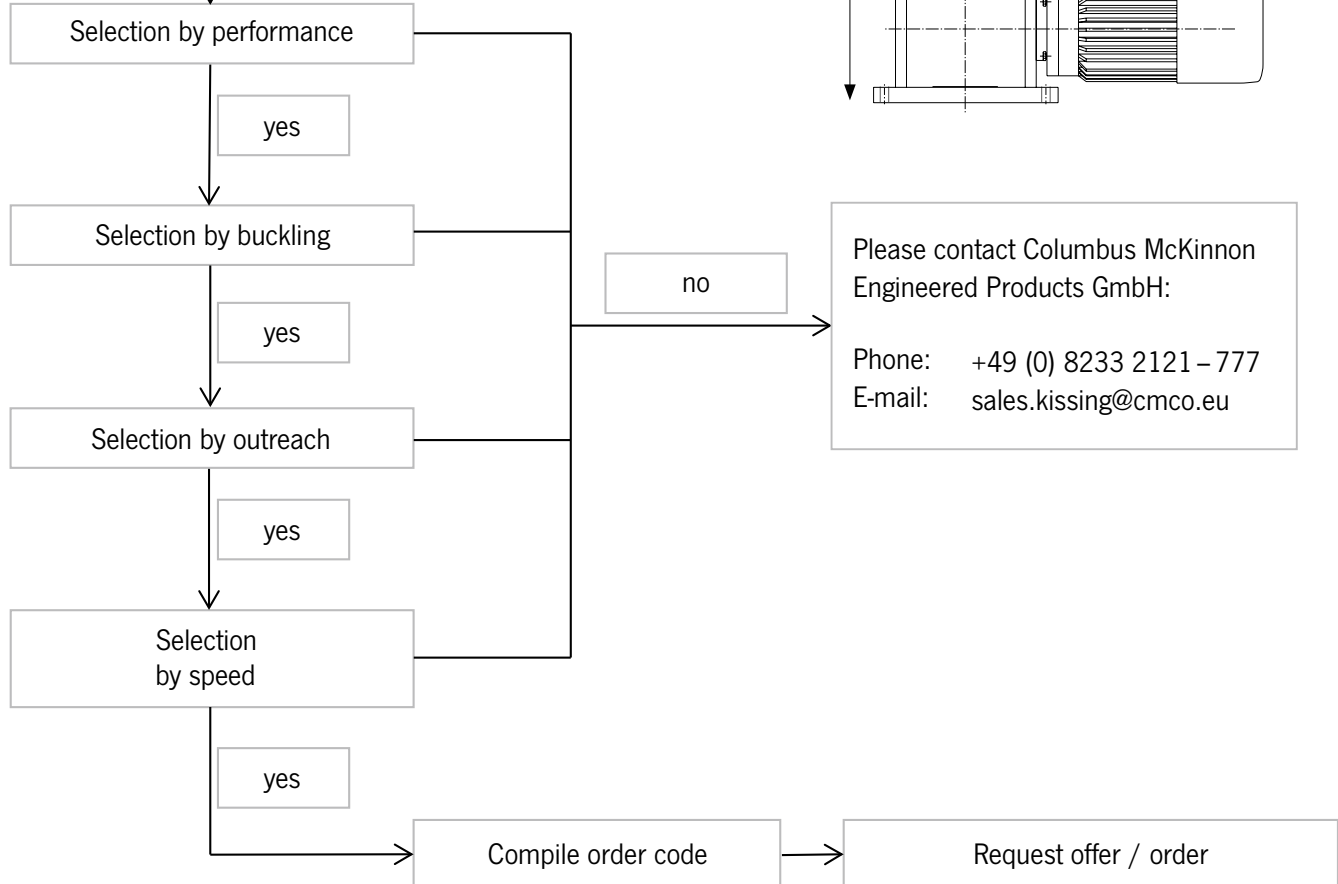 Selection by performance
yes
Selection by buckling
yes
Selection by outreach
yes
Selection
by speed
yes
no
Please contact Columbus McKinnon
Engineered Products GmbH:
Phone: +49 (0) 8233 2121 – 777
E-mail: sales.kissing@cmco.eu
Compile order code
Request offer / order